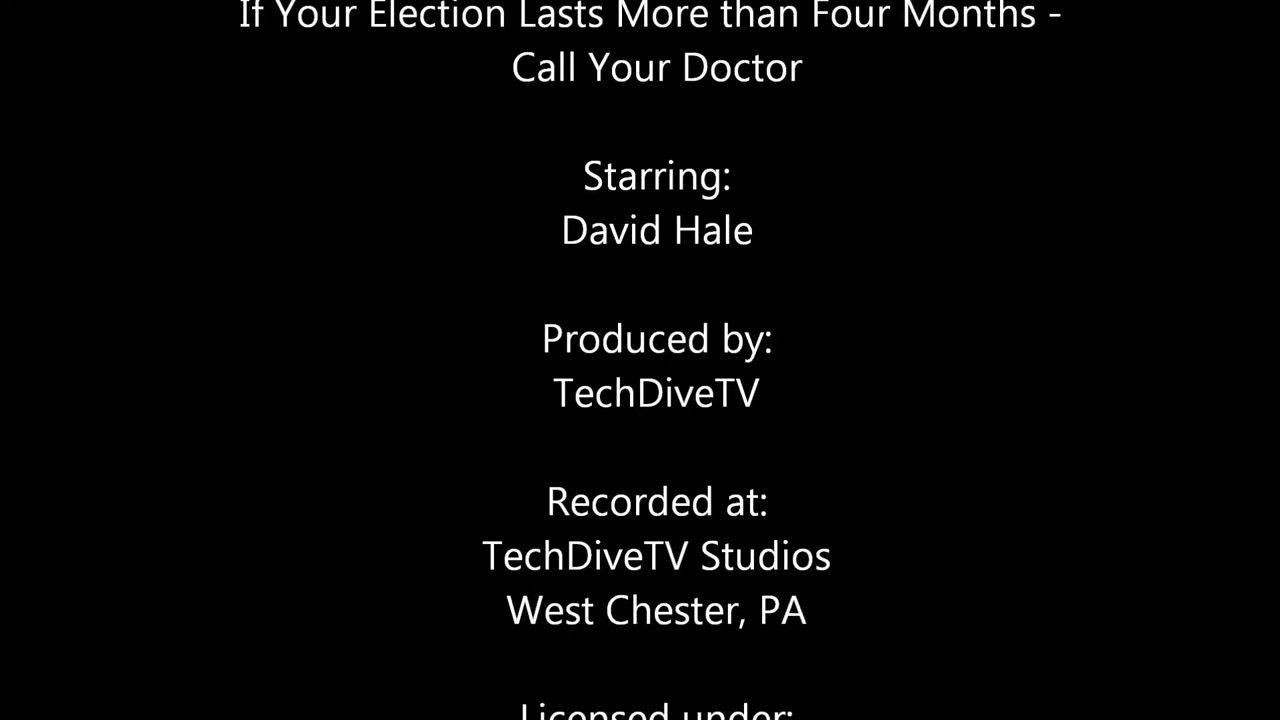 If Your Election Lasts More than Four Months -
Call Your Doctor
Starring:
David Hale
Produced by:
TechDiveTV
Recorded at:
TechDiveTV Studios
West Chester, PA
Licensed under: